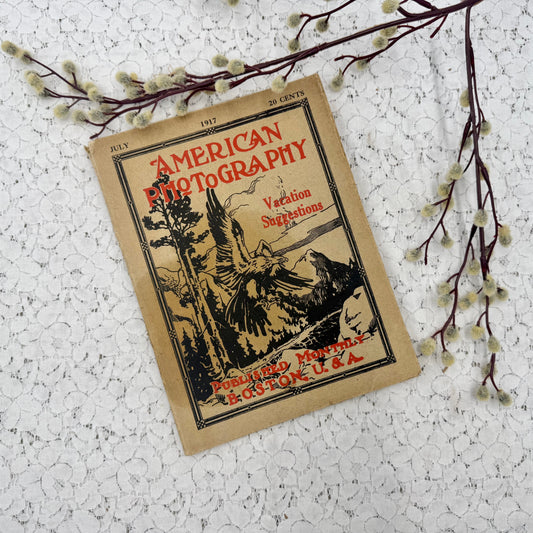 JULY 1917 20 CENTS
AMERICAN
PHOTOGRAPHY
Vacation
Suggestions
PUBLISHED MONTHLY
BOSTON, U. S. A.